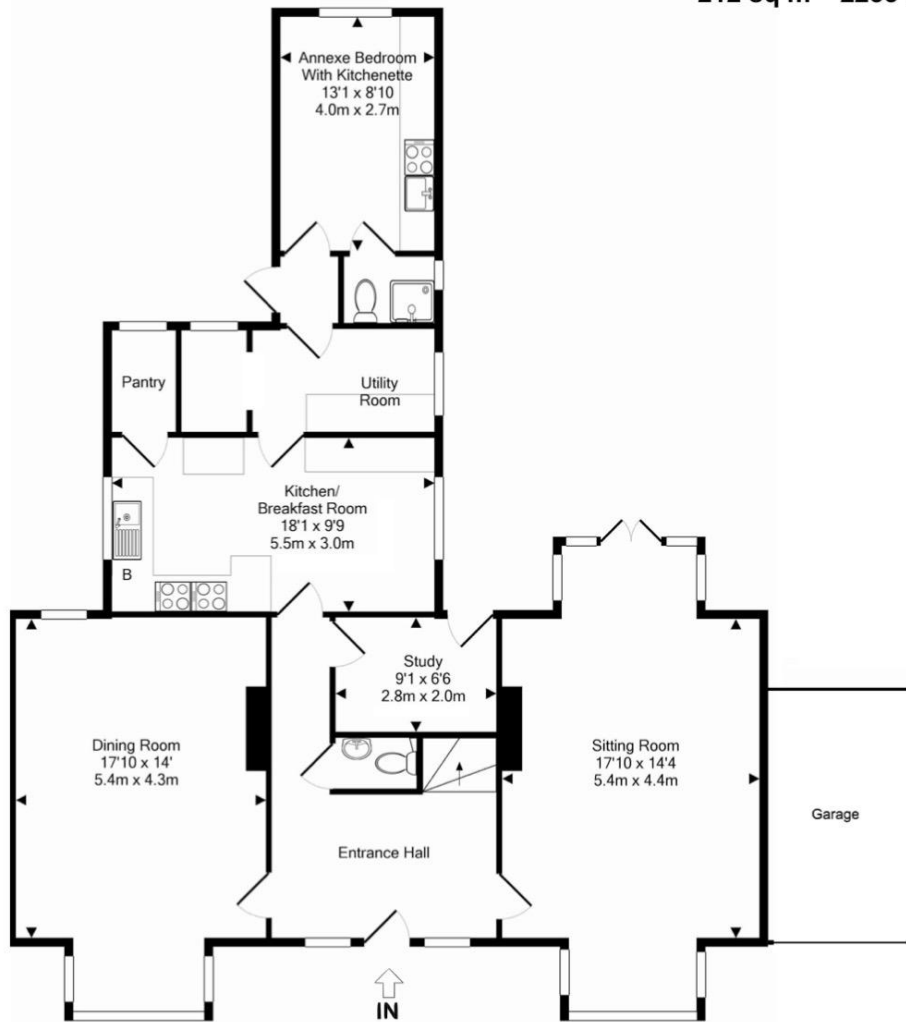 Annexe Bedroom
With Kitchenette
13'1 x 8'10
4.0m x 2.7m
Pantry
Utility
Room
Kitchen/
Breakfast Room
18'1 x 9'9
5.5m x 3.0m
B
Study
9'1 x 6'6
2.8m x 2.0m
Dining Room
17'10 x 14'
5.4m x 4.3m
Sitting Room
17'10 x 14'4
5.4m x 4.4m
Garage
Entrance Hall
IN